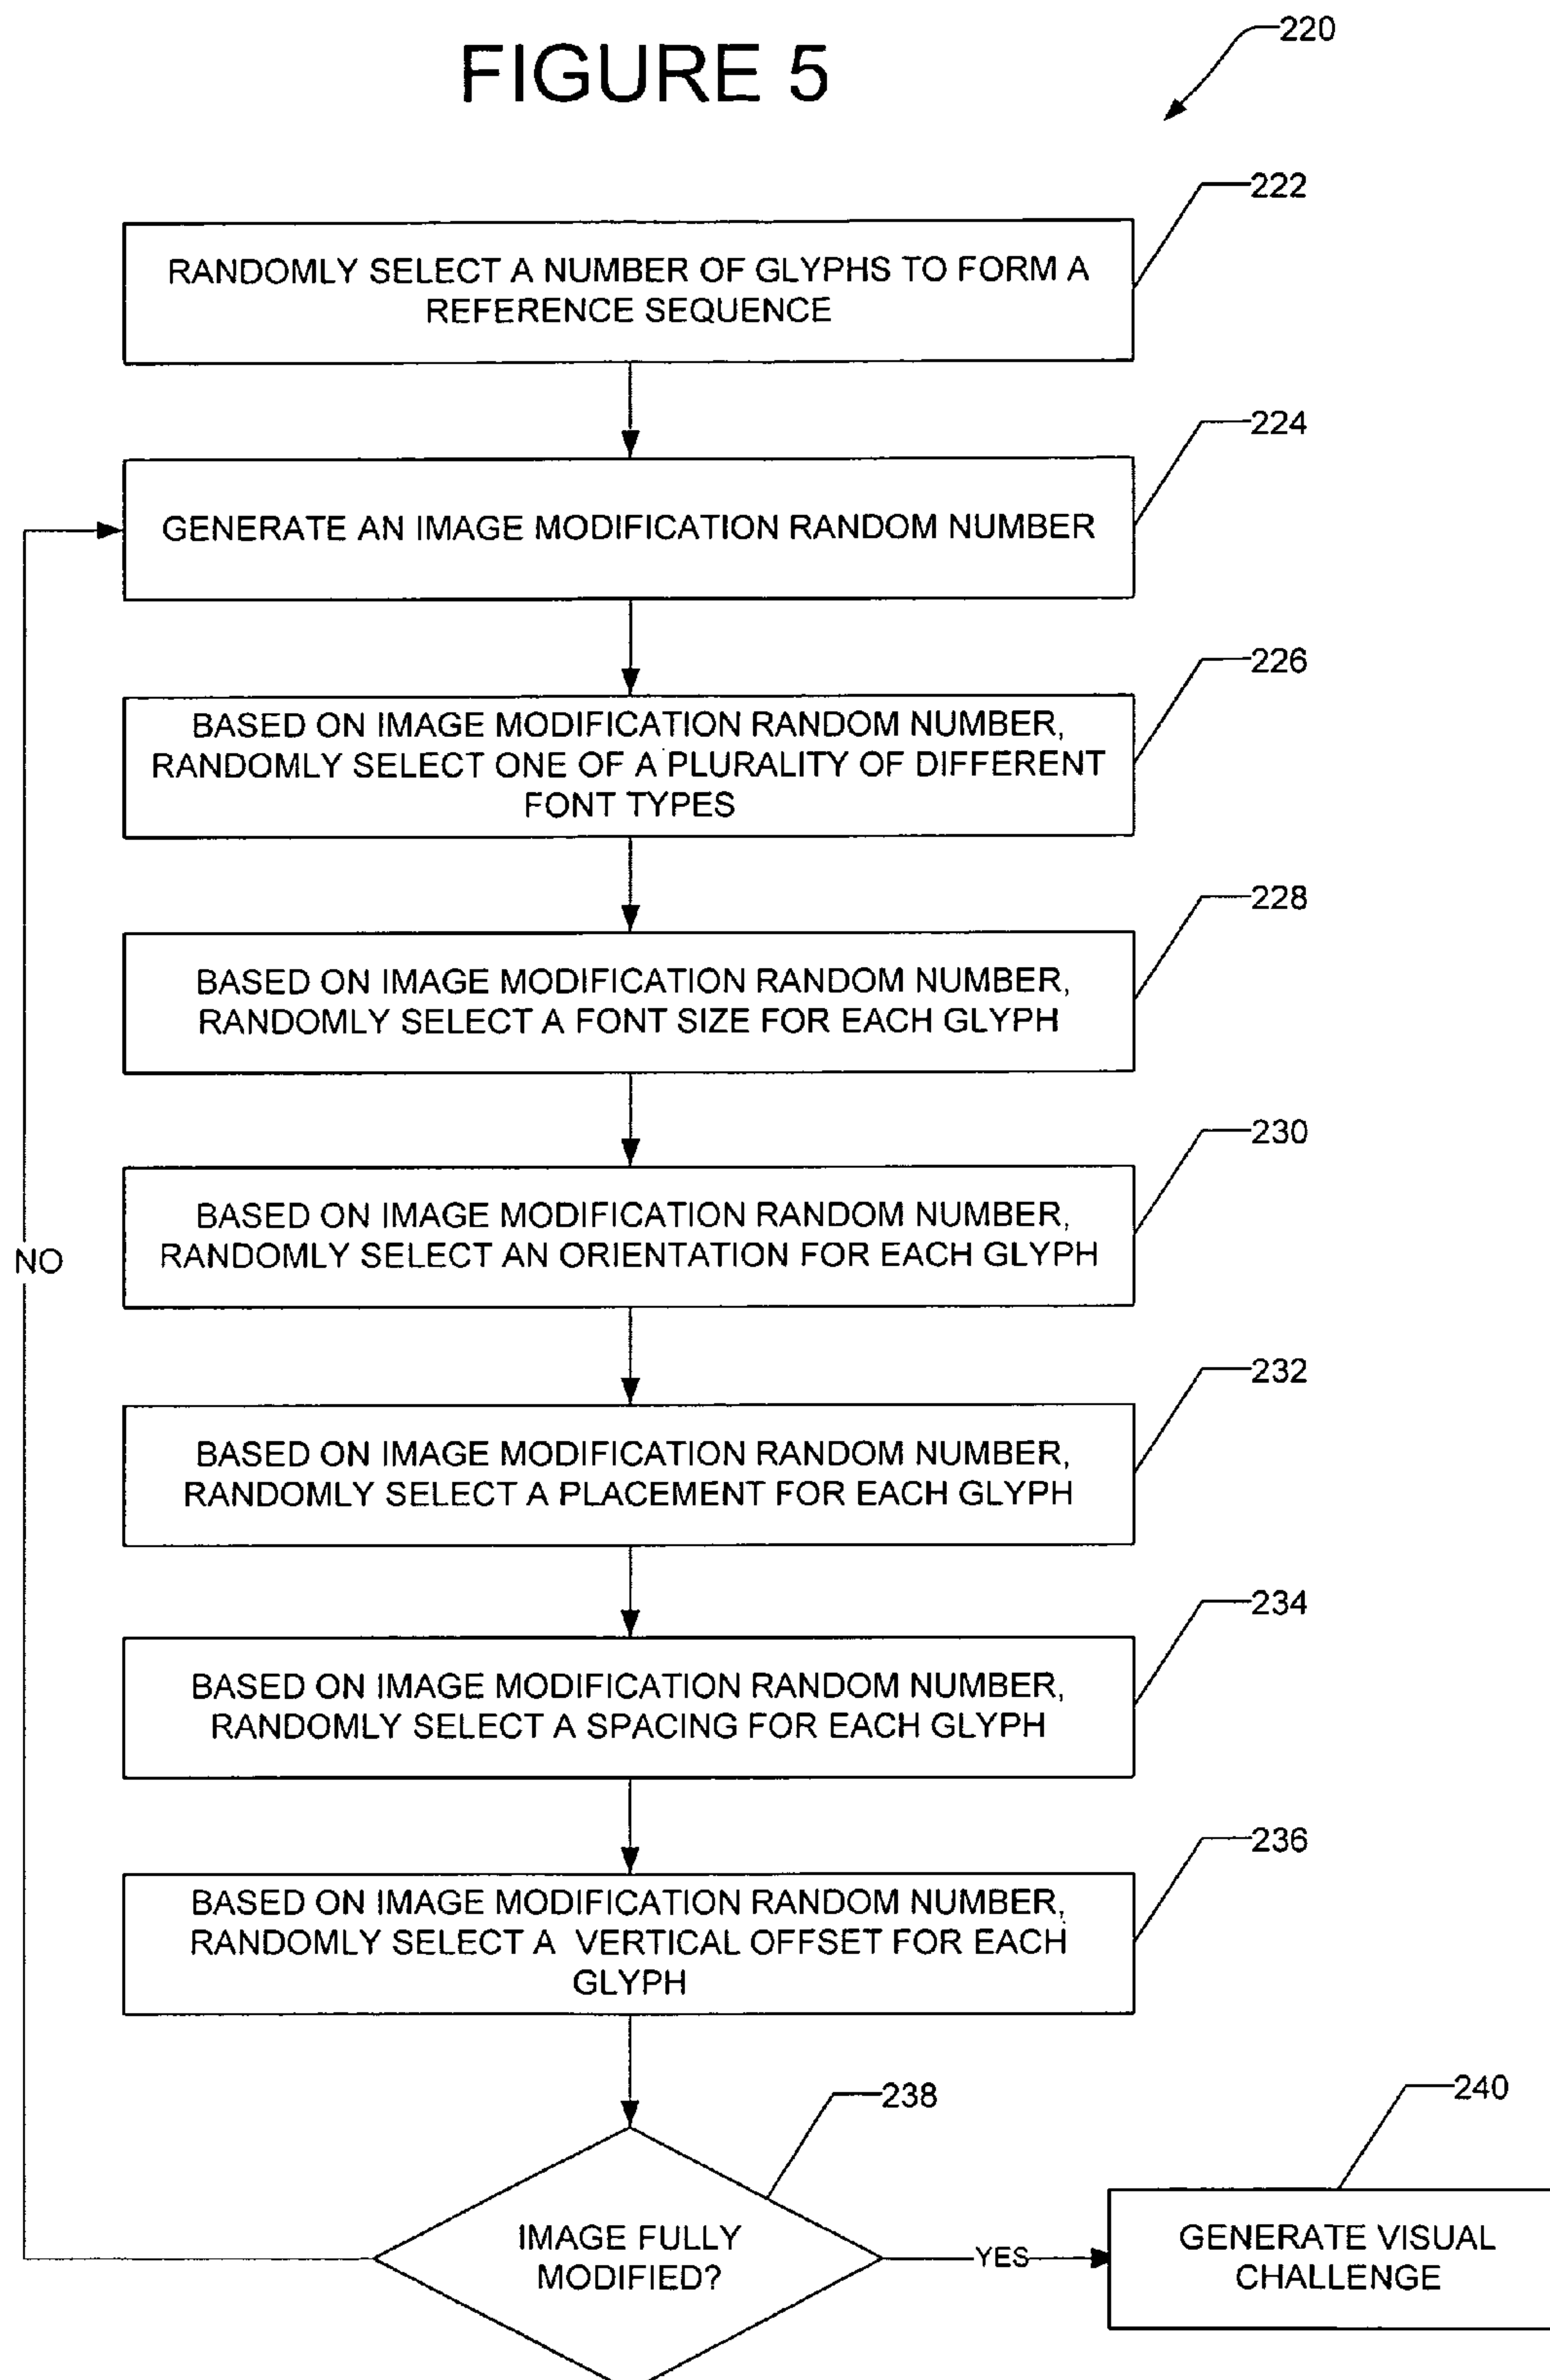 FIGURE 5
220
222
RANDOMLY SELECT A NUMBER OF GLYPHS TO FORM A
REFERENCE SEQUENCE
224
GENERATE AN IMAGE MODIFICATION RANDOM NUMBER
226
BASED ON IMAGE MODIFICATION RANDOM NUMBER,
RANDOMLY SELECT ONE OF A PLURALITY OF DIFFERENT
FONT TYPES
228
BASED ON IMAGE MODIFICATION RANDOM NUMBER,
RANDOMLY SELECT A FONT SIZE FOR EACH GLYPH
230
BASED ON IMAGE MODIFICATION RANDOM NUMBER,
RANDOMLY SELECT AN ORIENTATION FOR EACH GLYPH
NO
232
BASED ON IMAGE MODIFICATION RANDOM NUMBER,
RANDOMLY SELECT A PLACEMENT FOR EACH GLYPH
234
BASED ON IMAGE MODIFICATION RANDOM NUMBER,
RANDOMLY SELECT A SPACING FOR EACH GLYPH
236
BASED ON IMAGE MODIFICATION RANDOM NUMBER,
RANDOMLY SELECT A VERTICAL OFFSET FOR EACH
GLYPH
238
240
IMAGE FULLY
MODIFIED?
YES
GENERATE VISUAL
CHALLENGE